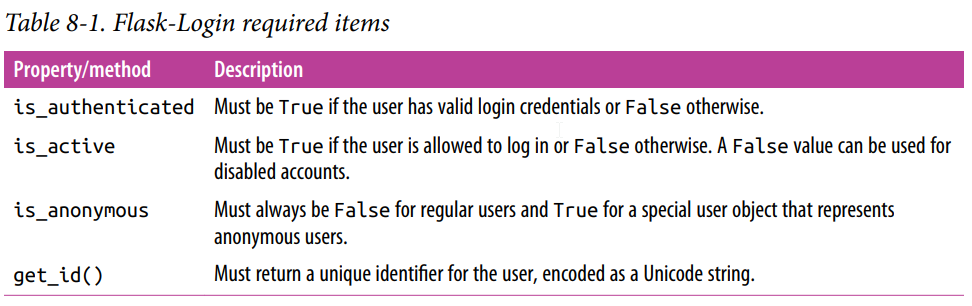 Table 8-1. Flask-Login required items
Property/method Description
is_authenticated Must be True if the user has valid login credentials or False otherwise.
is_active Must be True if the user is allowed to log in or False otherwise. A False value can be used for
disabled accounts.
is_anonymous Must always be False for regular users and True for a special user object that represents
anonymous users.
get_id() Must return a unique identifier for the user, encoded as a Unicode string.